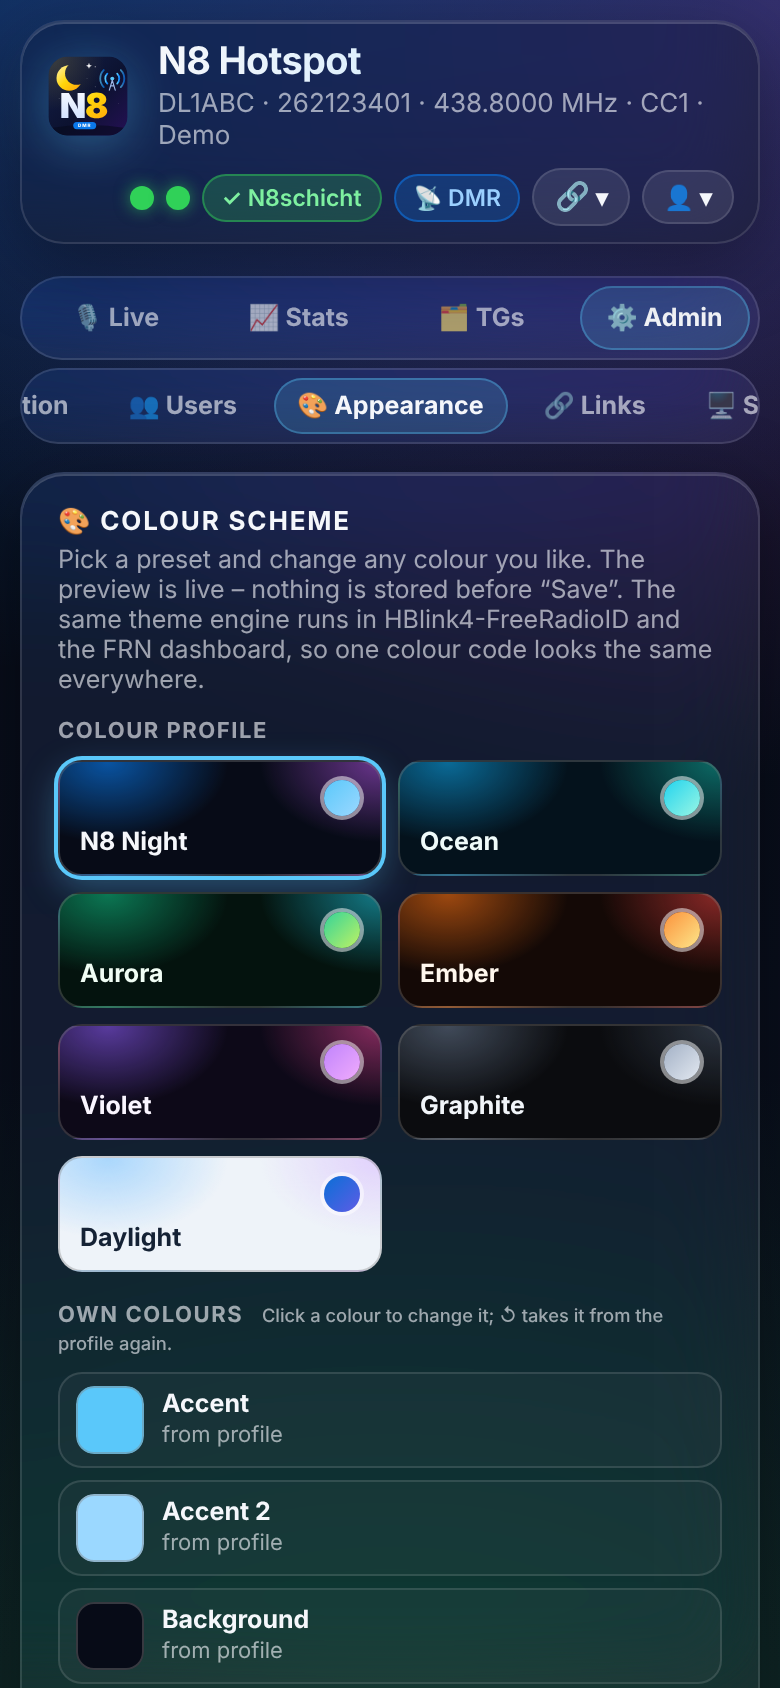 N8 Hotspot
DL1ABC · 262123401 · 438.8000 MHz · CC1 ·
Demo
N8
DMR
✓ N8schicht
📡 DMR
🔗 ▾
👤 ▾
🎙️ Live
📈 Stats
🗂️ TGs
⚙️ Admin
tion
👥 Users
🎨 Appearance
🔗 Links
🖥️ S
🎨 COLOUR SCHEME
Pick a preset and change any colour you like. The
preview is live – nothing is stored before “Save”. The
same theme engine runs in HBlink4-FreeRadioID and
the FRN dashboard, so one colour code looks the same
everywhere.
COLOUR PROFILE
N8 Night
Ocean
Aurora
Ember
Violet
Graphite
Daylight
OWN COLOURS Click a colour to change it; ↺ takes it from the
profile again.
Accent
from profile
Accent 2
from profile
Background
from profile